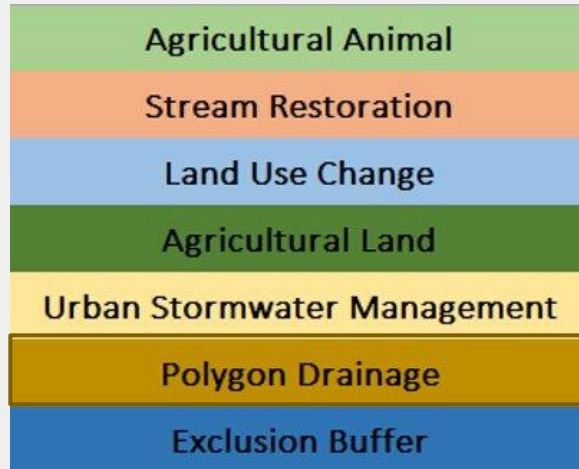 Agricultural Animal
Stream Restoration
Land Use Change
Agricultural Land
Urban Stormwater Management
Polygon Drainage
Exclusion Buffer